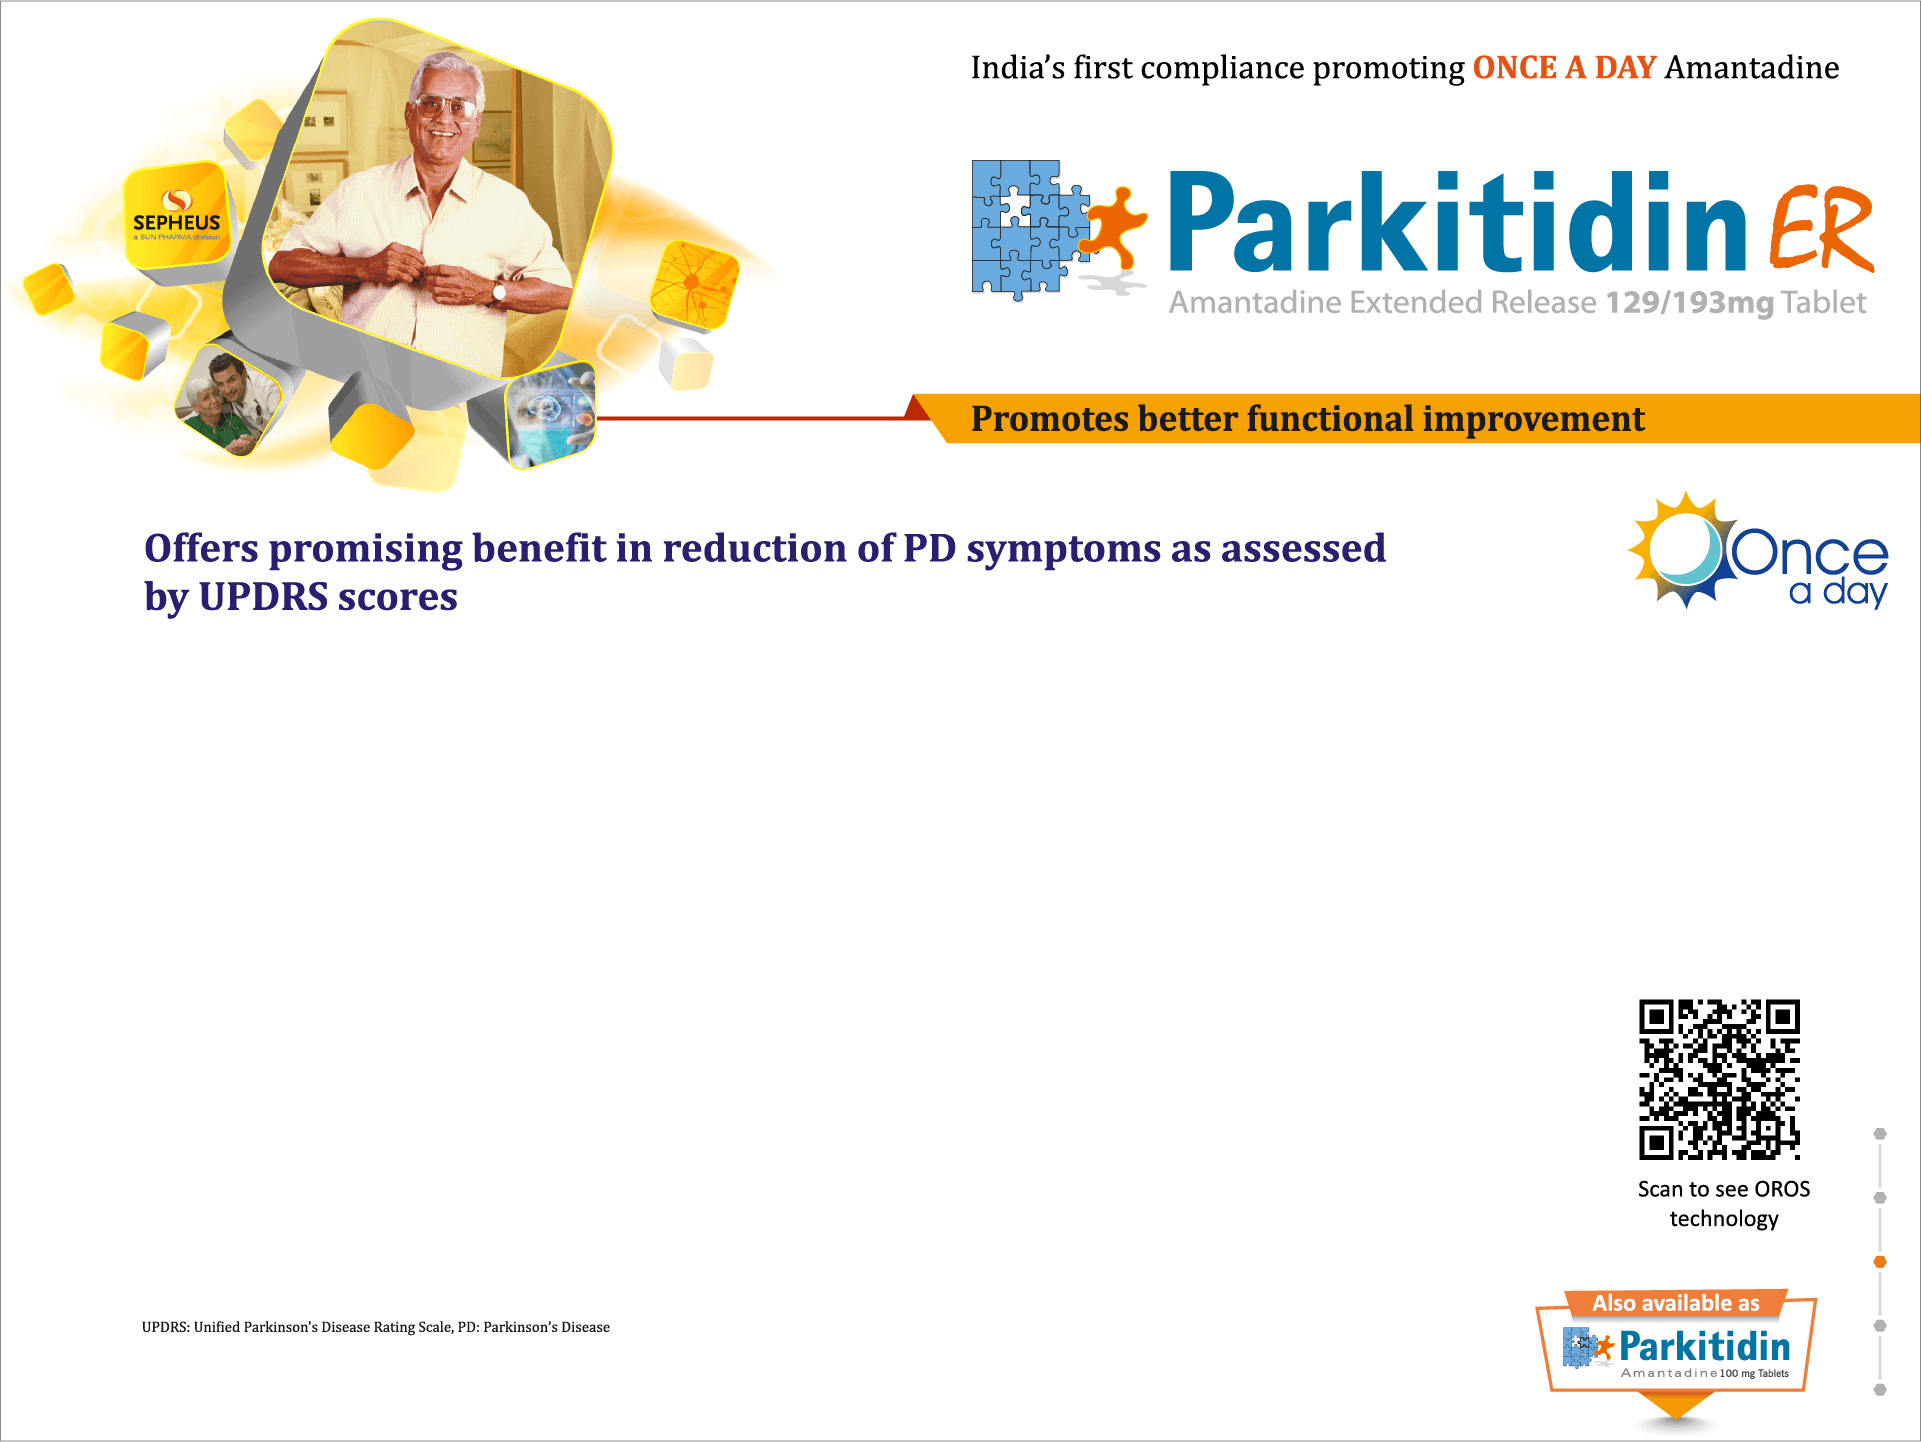 India’s first compliance promoting ONCE A DAY Amantadine
SEPHEUS
a SUN PHARMA division
Parkitidin ER
Amantadine Extended Release 129/193mg Tablet
Promotes better functional improvement
Offers promising benefit in reduction of PD symptoms as assessed
by UPDRS scores
Once
a day
Scan to see OROS
technology
UPDRS: Unified Parkinson's Disease Rating Scale, PD: Parkinson’s Disease
Also available as
Parkitidin
Amantadine 100 mg Tablets